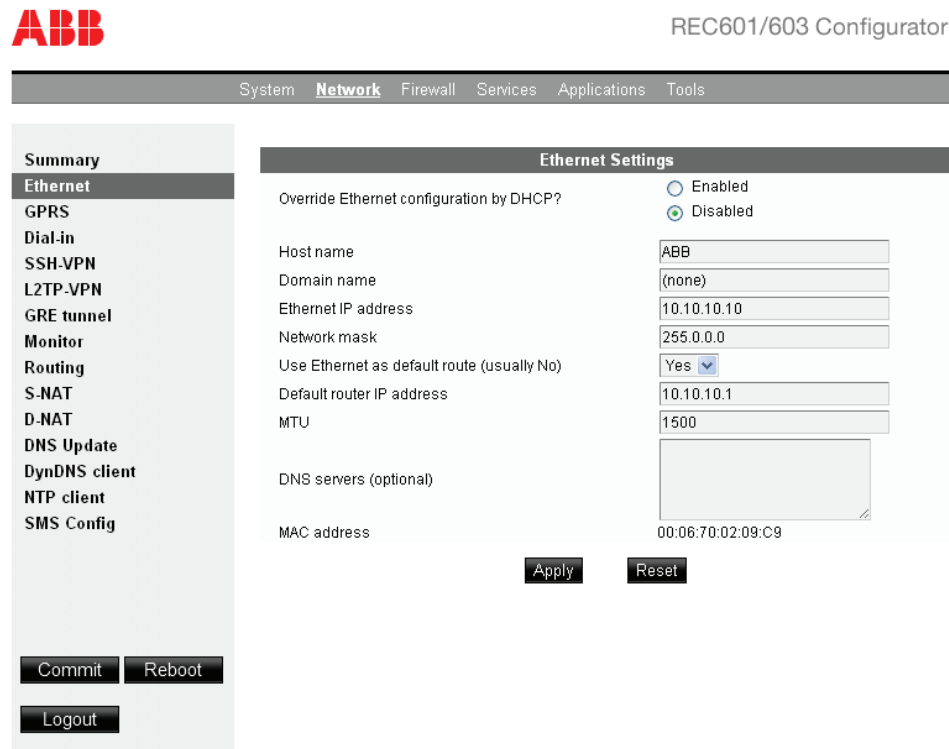 ABB
REC601/603 Configurator
System Network Firewall Services Applications Tools
Summary
Ethernet
GPRS
Dial-in
SSH-VPN
L2TP-VPN
GRE tunnel
Monitor
Routing
S-NAT
D-NAT
DNS Update
DynDNS client
NTP client
SMS Config
Commit Reboot
Logout
Ethernet Settings
Override Ethernet configuration by DHCP? Enabled
Disabled
Host name ABB
Domain name (none)
Ethernet IP address 10.10.10.10
Network mask 255.0.0.0
Use Ethernet as default route (usually No) Yes
Default router IP address 10.10.10.1
MTU 1500
DNS servers (optional)
MAC address 00:06:70:02:09:C9
Apply Reset